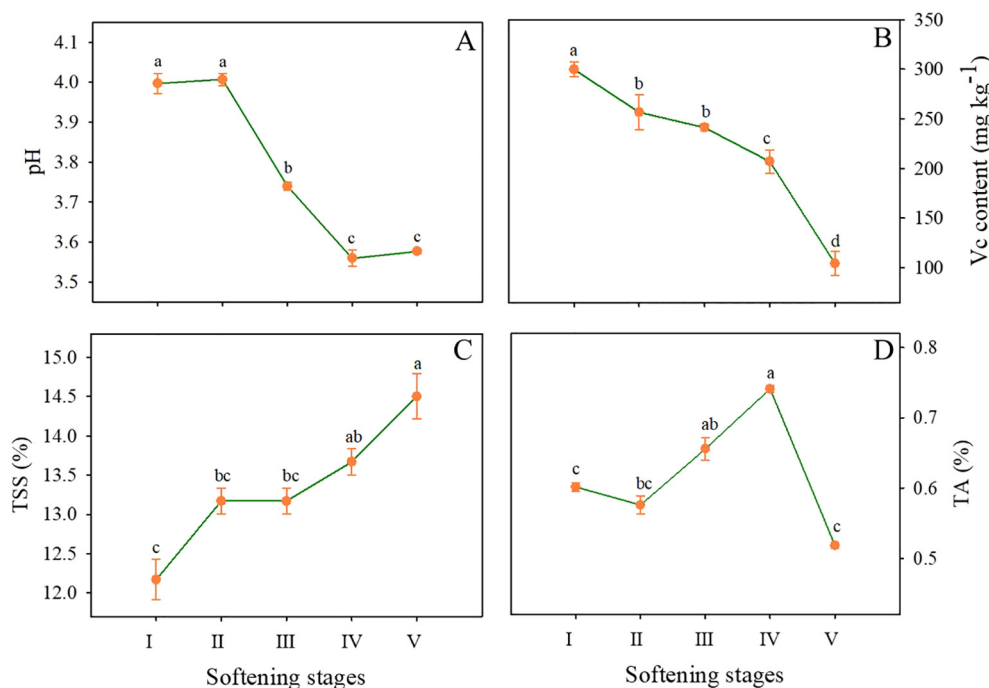 A
pH
4.1
4.0
3.9
3.8
3.7
3.6
3.5
a
a
b
c
c
B
Vc content (mg kg⁻¹)
350
300
250
200
150
100
a
b
b
c
d
C
TSS (%)
15.0
14.5
14.0
13.5
13.0
12.5
12.0
c
bc
bc
ab
a
I II III IV V
Softening stages
D
TA (%)
0.8
0.7
0.6
0.5
c
bc
ab
a
c
I II III IV V
Softening stages